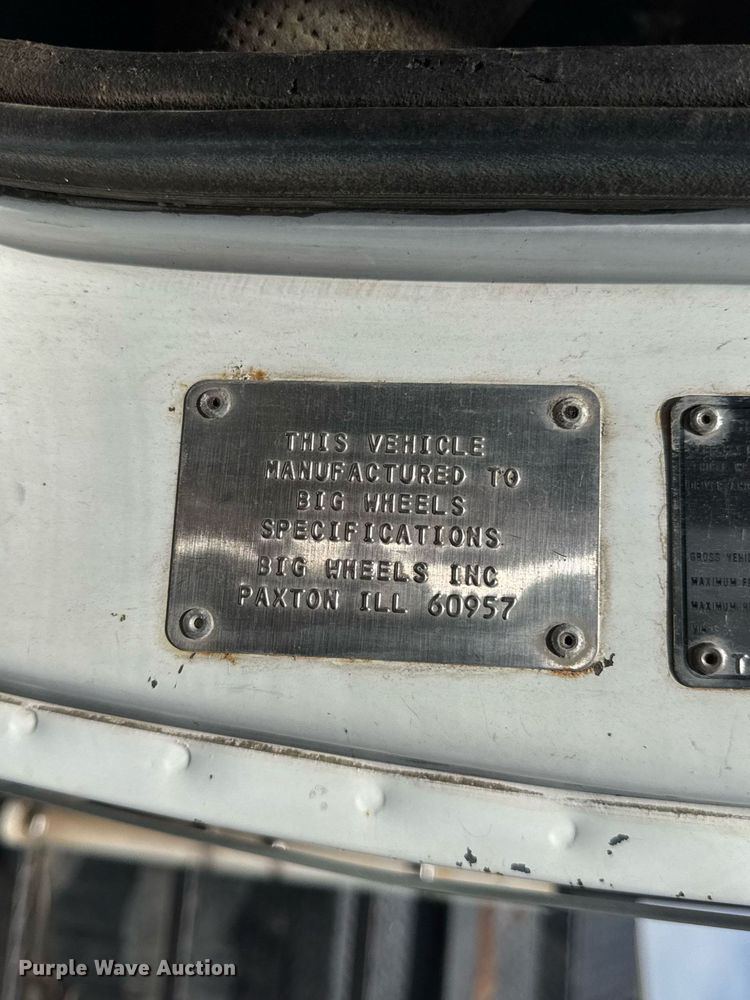 THIS VEHICLE
MANUFACTURED TO
BIG WHEELS
SPECIFICATIONS
BIG WHEELS INC
PAXTON ILL 60957
GROSS VEHI
MAXIMUM F
MAXIMUM
Purple Wave Auction